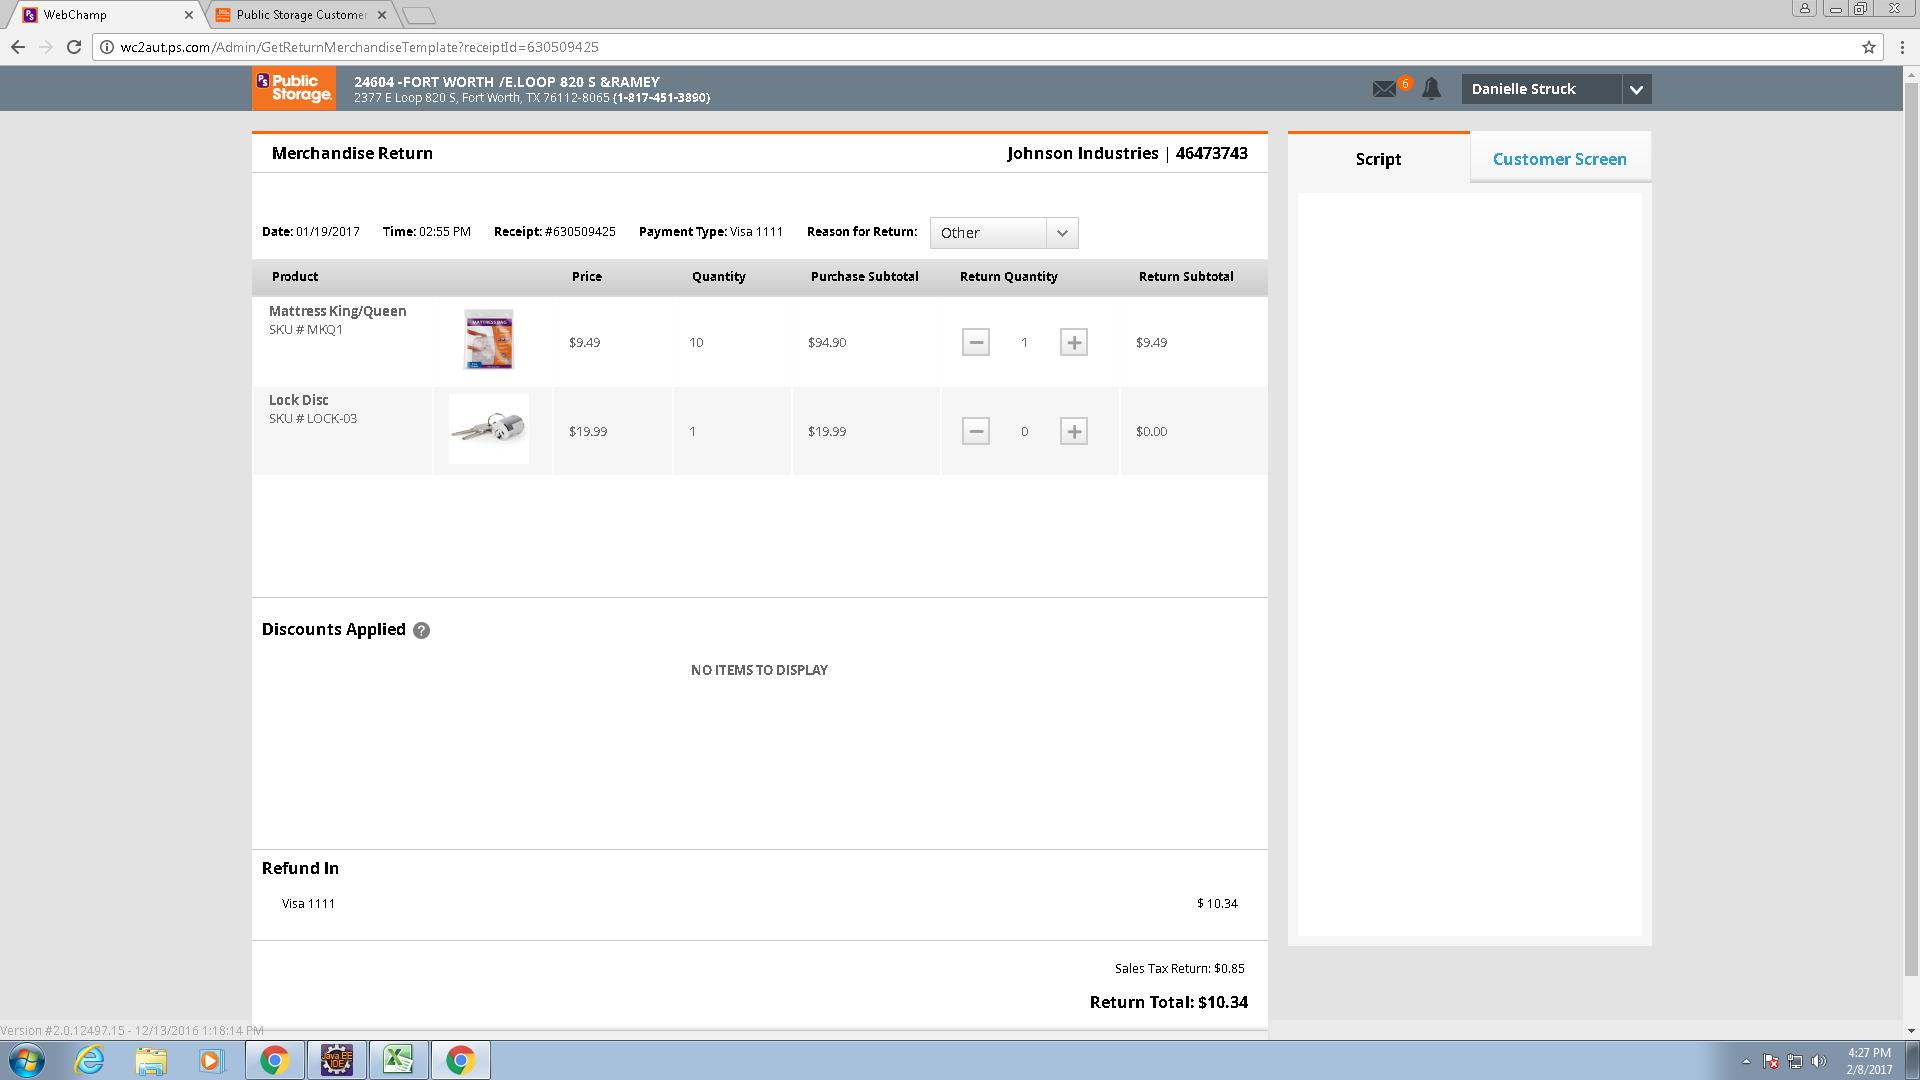 WebChamp
Public Storage Customer
wc2aut.ps.com/Admin/GetReturnMerchandiseTemplate?receiptId=630509425
PS Public Storage.
24604 -FORT WORTH /E.LOOP 820 S &RAMEY
2377 E Loop 820 S, Fort Worth, TX 76112-8065 (1-817-451-3890)
6
Danielle Struck
Merchandise Return
Johnson Industries | 46473743
Script
Customer Screen
Date: 01/19/2017 Time: 02:55 PM Receipt: #630509425 Payment Type: Visa 1111 Reason for Return: Other
Product Price Quantity Purchase Subtotal Return Quantity Return Subtotal
Mattress King/Queen
SKU # MKQ1
MATTRESS BAG
$9.49 10 $94.90 1 $9.49
Lock Disc
SKU # LOCK-03
$19.99 1 $19.99 0 $0.00
Discounts Applied ?
NO ITEMS TO DISPLAY
Refund In
Visa 1111 $ 10.34
Sales Tax Return: $0.85
Return Total: $10.34
Version #2.0.12497.15 - 12/13/2016 1:18:14 PM
Java EE
IDE
4:27 PM
2/8/2017